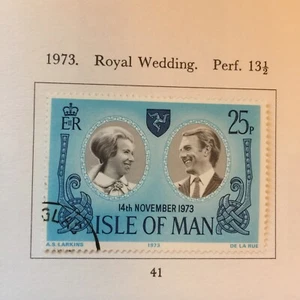 1973. Royal Wedding. Perf. 13½
E II R
25P
14th NOVEMBER 1973
ISLE OF MAN
A.S. LARKINS 1973 DE LA RUE
41